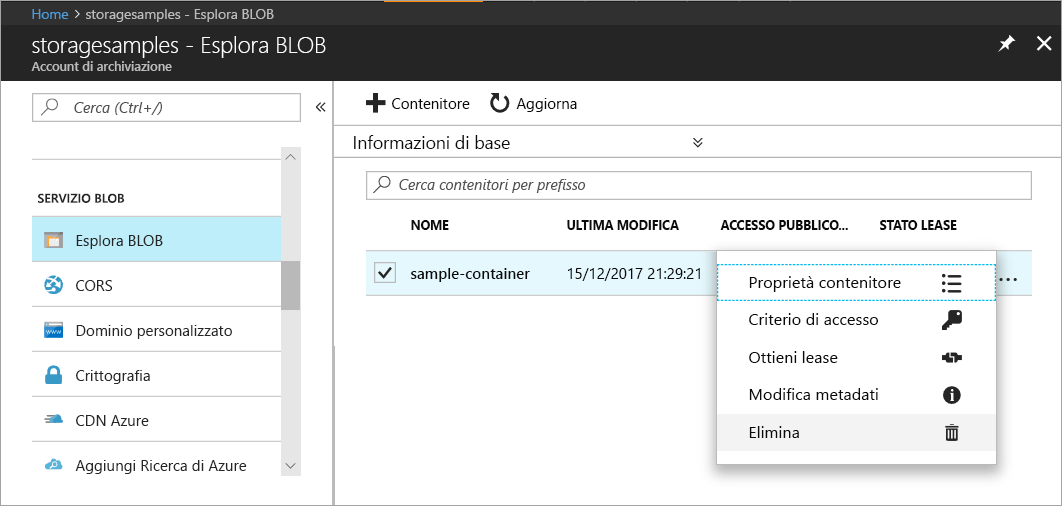 Home > storagesamples - Esplora BLOB
storagesamples - Esplora BLOB
Account di archiviazione
Cerca (Ctrl+/)
«
SERVIZIO BLOB
Esplora BLOB
CORS
www
Dominio personalizzato
Crittografia
CDN Azure
Aggiungi Ricerca di Azure
Contenitore
Aggiorna
Informazioni di base
Cerca contenitori per prefisso
NOME ULTIMA MODIFICA ACCESSO PUBBLICO... STATO LEASE
sample-container 15/12/2017 21:29:21 ...
Proprietà contenitore
Criterio di accesso
Ottieni lease
Modifica metadati
Elimina